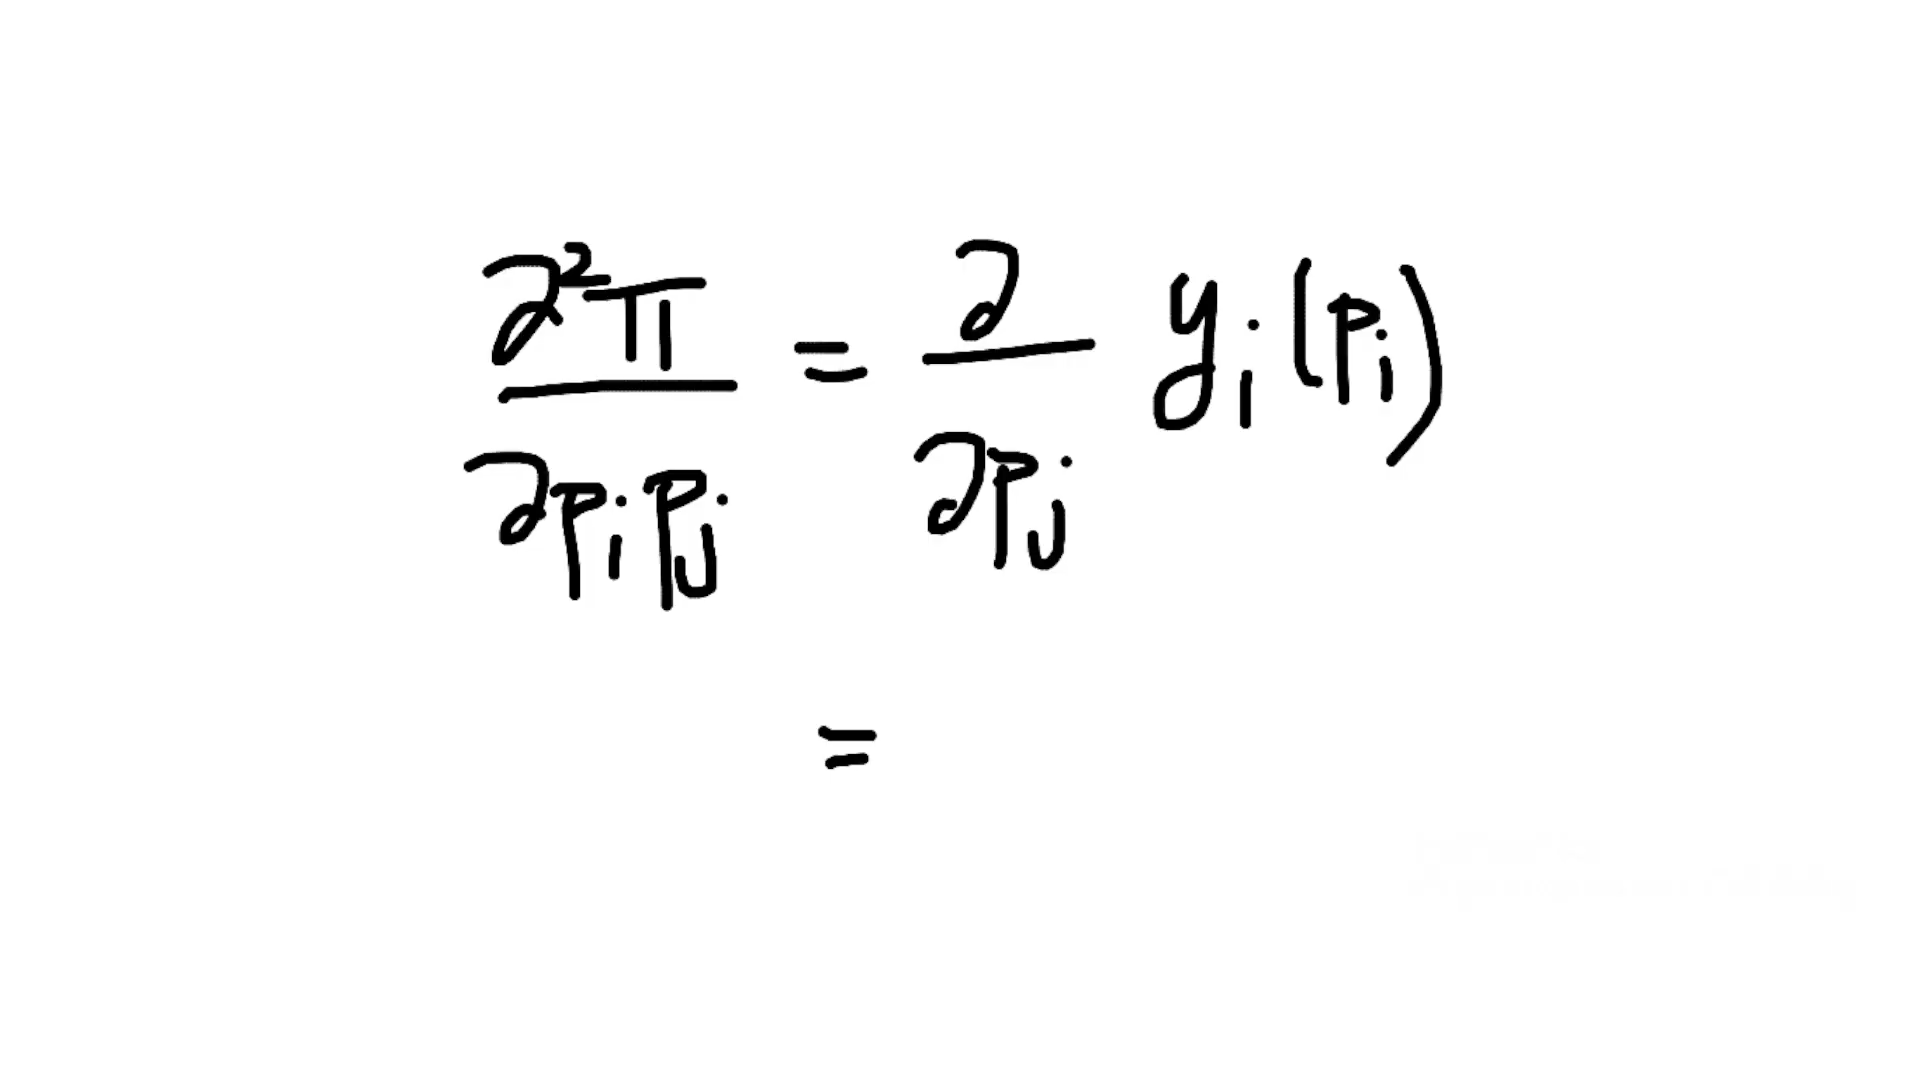 ∂²π/∂pᵢpⱼ = ∂/∂pⱼ yᵢ(pᵢ)
=